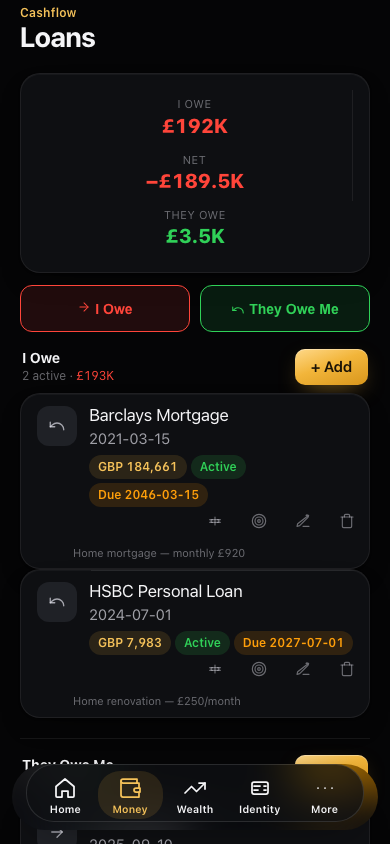 Cashflow
Loans
I OWE
£192K
NET
−£189.5K
THEY OWE
£3.5K
I Owe
They Owe Me
I Owe
2 active · £193K
+ Add
Barclays Mortgage
2021-03-15
GBP 184,661
Active
Due 2046-03-15
Home mortgage — monthly £920
HSBC Personal Loan
2024-07-01
GBP 7,983
Active
Due 2027-07-01
Home renovation — £250/month
They Owe Me
Home
Money
Wealth
Identity
More